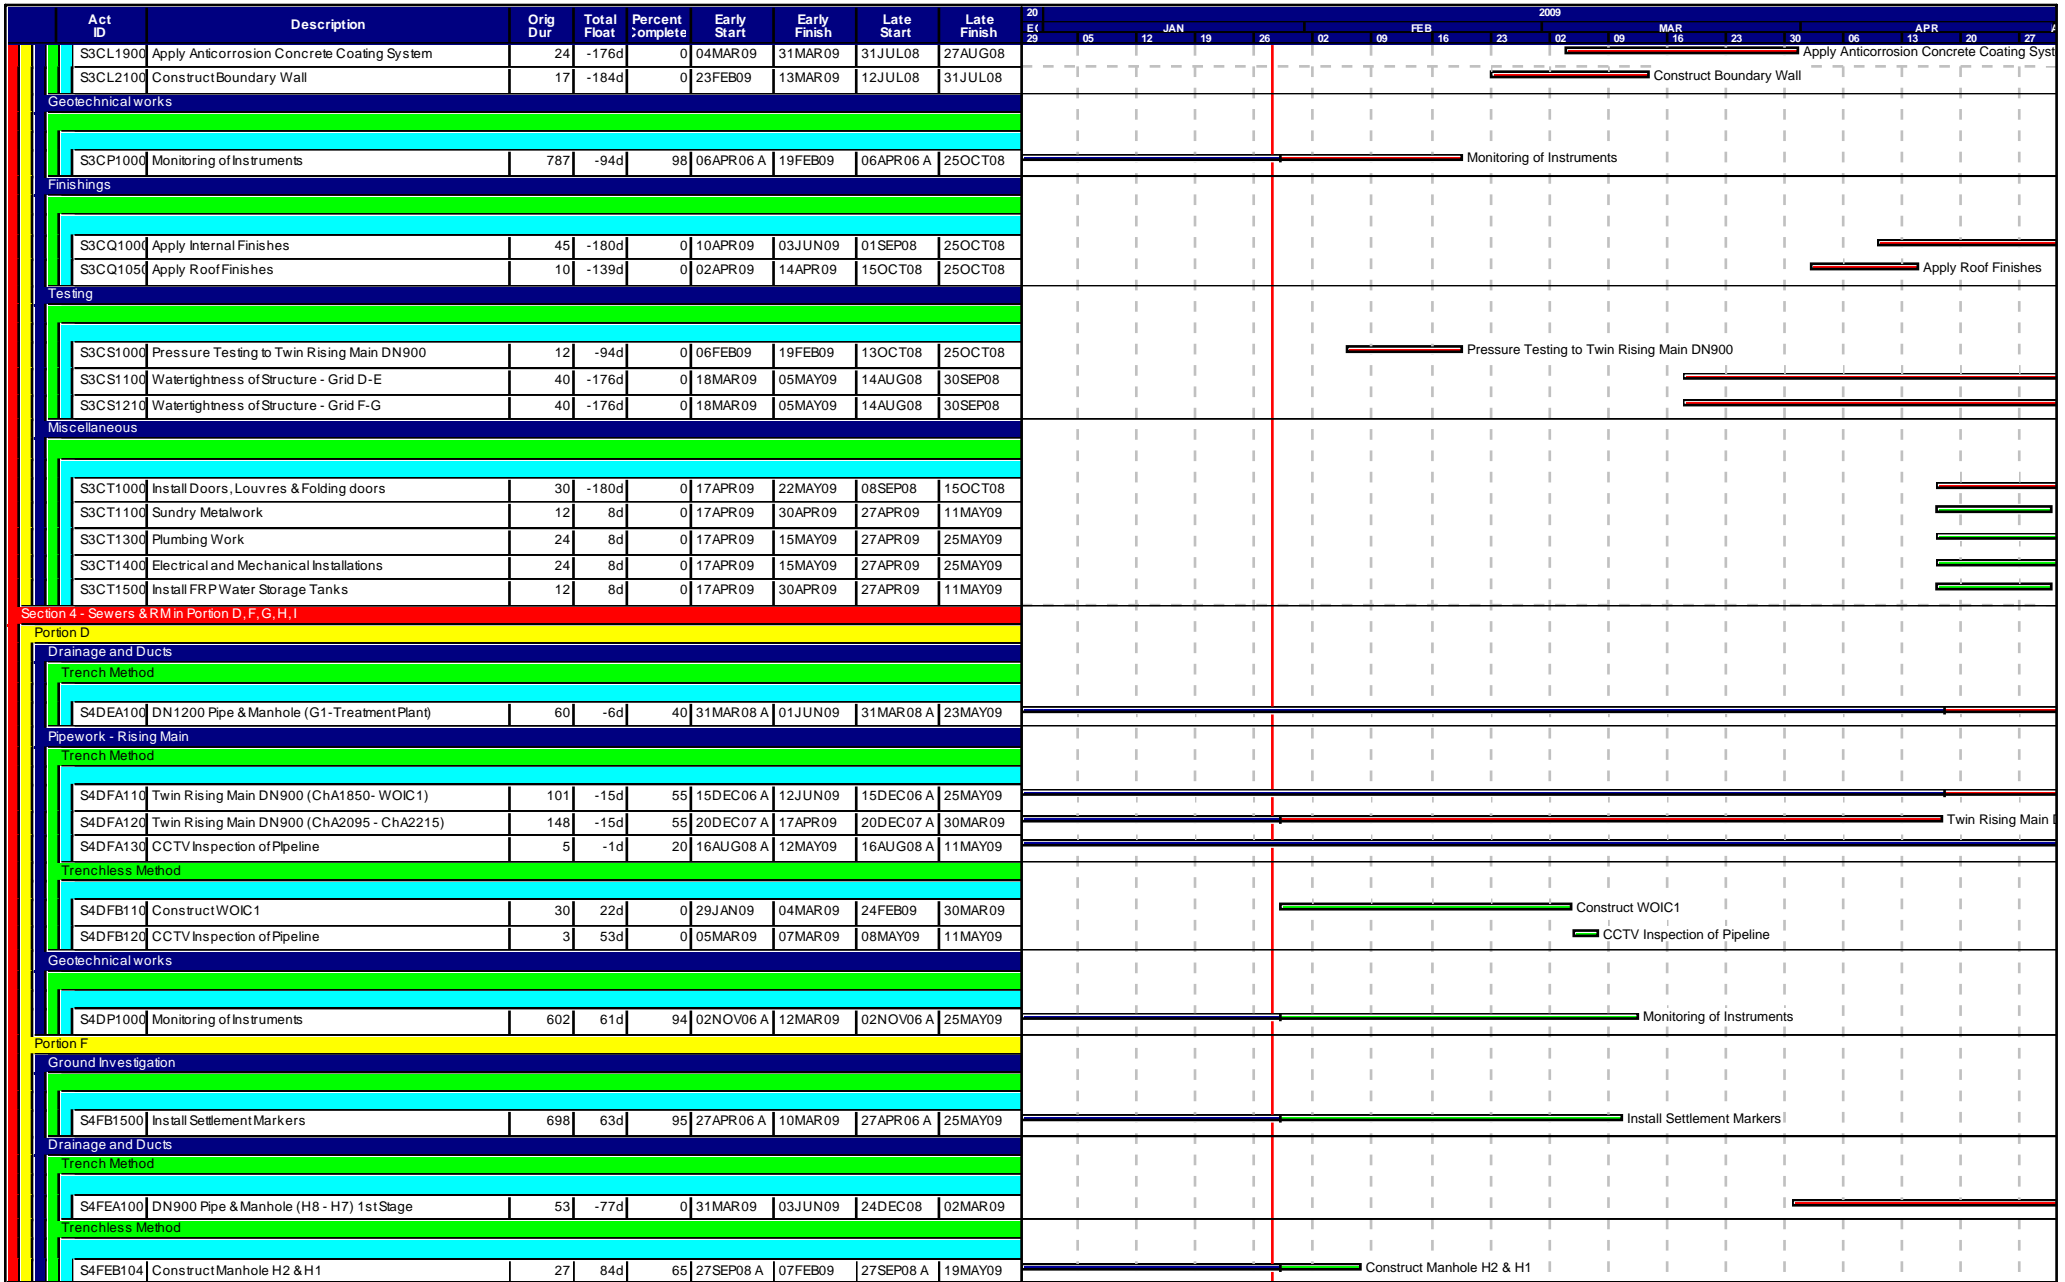 Act ID Description Orig Dur Total Float Percent Complete Early Start Early Finish Late Start Late Finish
20 2009
JAN FEB MAR APR
29 05 12 19 26 02 09 16 23 02 09 16 23 30 06 13 20 27
S3CL1900 Apply Anticorrosion Concrete Coating System 24 -176d 0 04MAR09 31MAR09 31JUL08 27AUG08 Apply Anticorrosion Concrete Coating Syst
S3CL2100 Construct Boundary Wall 17 -184d 0 23FEB09 13MAR09 12JUL08 31JUL08 Construct Boundary Wall
Geotechnical works
S3CP1000 Monitoring of Instruments 787 -94d 98 06APR06 A 19FEB09 06APR06 A 25OCT08 Monitoring of Instruments
Finishings
S3CQ1000 Apply Internal Finishes 45 -180d 0 10APR09 03JUN09 01SEP08 25OCT08
S3CQ1050 Apply Roof Finishes 10 -139d 0 02APR09 14APR09 15OCT08 25OCT08 Apply Roof Finishes
Testing
S3CS1000 Pressure Testing to Twin Rising Main DN900 12 -94d 0 06FEB09 19FEB09 13OCT08 25OCT08 Pressure Testing to Twin Rising Main DN900
S3CS1100 Watertightness of Structure - Grid D-E 40 -176d 0 18MAR09 05MAY09 14AUG08 30SEP08
S3CS1210 Watertightness of Structure - Grid F-G 40 -176d 0 18MAR09 05MAY09 14AUG08 30SEP08
Miscellaneous
S3CT1000 Install Doors, Louvres & Folding doors 30 -180d 0 17APR09 22MAY09 08SEP08 15OCT08
S3CT1100 Sundry Metalwork 12 8d 0 17APR09 30APR09 27APR09 11MAY09
S3CT1300 Plumbing Work 24 8d 0 17APR09 15MAY09 27APR09 25MAY09
S3CT1400 Electrical and Mechanical Installations 24 8d 0 17APR09 15MAY09 27APR09 25MAY09
S3CT1500 Install FRP Water Storage Tanks 12 8d 0 17APR09 30APR09 27APR09 11MAY09
Section 4 - Sewers & RM in Portion D, F, G, H, I
Portion D
Drainage and Ducts
Trench Method
S4DEA100 DN1200 Pipe & Manhole (G1-Treatment Plant) 60 -6d 40 31MAR08 A 01JUN09 31MAR08 A 23MAY09
Pipework - Rising Main
Trench Method
S4DFA110 Twin Rising Main DN900 (ChA1850- WOIC1) 101 -15d 55 15DEC06 A 12JUN09 15DEC06 A 25MAY09
S4DFA120 Twin Rising Main DN900 (ChA2095 - ChA2215) 148 -15d 55 20DEC07 A 17APR09 20DEC07 A 30MAR09 Twin Rising Main
S4DFA130 CCTV Inspection of PIpeline 5 -1d 20 16AUG08 A 12MAY09 16AUG08 A 11MAY09
Trenchless Method
S4DFB110 Construct WOIC1 30 22d 0 29JAN09 04MAR09 24FEB09 30MAR09 Construct WOIC1
S4DFB120 CCTV Inspection of Pipeline 3 53d 0 05MAR09 07MAR09 08MAY09 11MAY09 CCTV Inspection of Pipeline
Geotechnical works
S4DP1000 Monitoring of Instruments 602 61d 94 02NOV06 A 12MAR09 02NOV06 A 25MAY09 Monitoring of Instruments
Portion F
Ground Investigation
S4FB1500 Install Settlement Markers 698 63d 95 27APR06 A 10MAR09 27APR06 A 25MAY09 Install Settlement Markers
Drainage and Ducts
Trench Method
S4FEA100 DN900 Pipe & Manhole (H8 - H7) 1st Stage 53 -77d 0 31MAR09 03JUN09 24DEC08 02MAR09
Trenchless Method
S4FEB104 Construct Manhole H2 & H1 27 84d 65 27SEP08 A 07FEB09 27SEP08 A 19MAY09 Construct Manhole H2 & H1